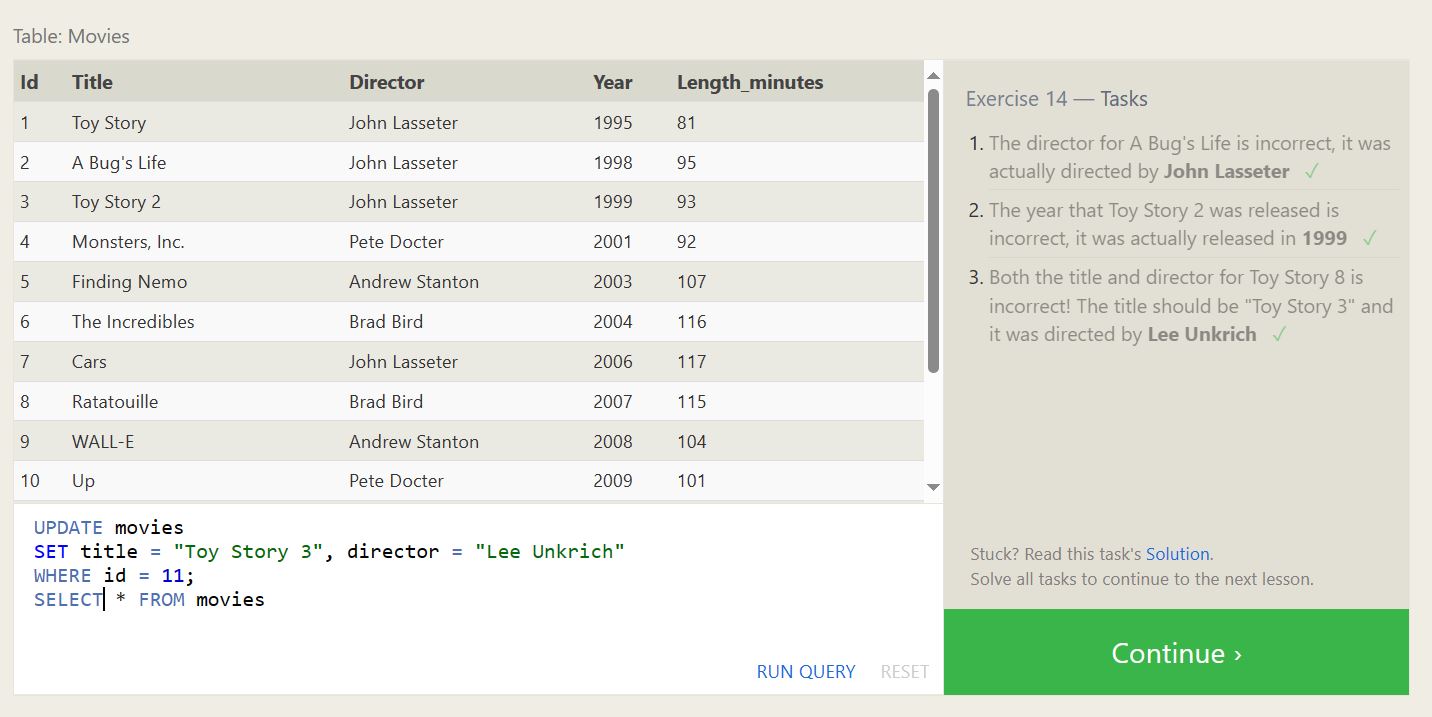 Table: Movies
Id Title Director Year Length_minutes
1 Toy Story John Lasseter 1995 81
2 A Bug's Life John Lasseter 1998 95
3 Toy Story 2 John Lasseter 1999 93
4 Monsters, Inc. Pete Docter 2001 92
5 Finding Nemo Andrew Stanton 2003 107
6 The Incredibles Brad Bird 2004 116
7 Cars John Lasseter 2006 117
8 Ratatouille Brad Bird 2007 115
9 WALL-E Andrew Stanton 2008 104
10 Up Pete Docter 2009 101
UPDATE movies
SET title = "Toy Story 3", director = "Lee Unkrich"
WHERE id = 11;
SELECT * FROM movies
RUN QUERY RESET
Exercise 14 — Tasks
1. The director for A Bug's Life is incorrect, it was
actually directed by John Lasseter ✓
2. The year that Toy Story 2 was released is
incorrect, it was actually released in 1999 ✓
3. Both the title and director for Toy Story 8 is
incorrect! The title should be "Toy Story 3" and
it was directed by Lee Unkrich ✓
Stuck? Read this task's Solution.
Solve all tasks to continue to the next lesson.
Continue ›